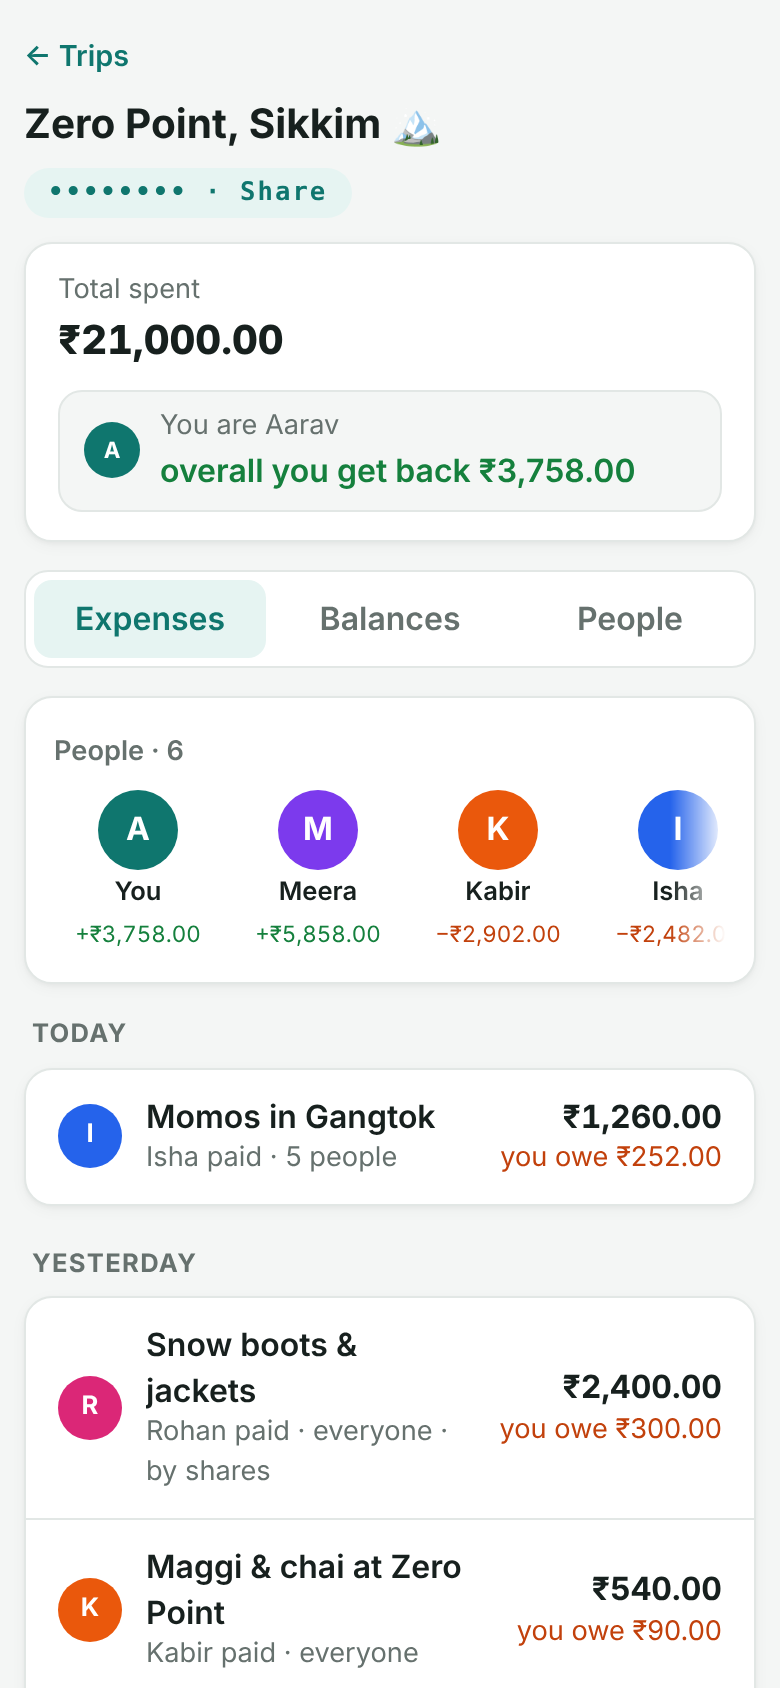 ← Trips
Zero Point, Sikkim 🏔️
•••••••• · Share
Total spent
₹21,000.00
A
You are Aarav
overall you get back ₹3,758.00
Expenses Balances People
People · 6
A M K I
You Meera Kabir Isha
+₹3,758.00 +₹5,858.00 −₹2,902.00 −₹2,482.0
TODAY
I
Momos in Gangtok ₹1,260.00
Isha paid · 5 people you owe ₹252.00
YESTERDAY
Snow boots &
jackets ₹2,400.00
R
Rohan paid · everyone · you owe ₹300.00
by shares
Maggi & chai at Zero
Point ₹540.00
K
Kabir paid · everyone you owe ₹90.00